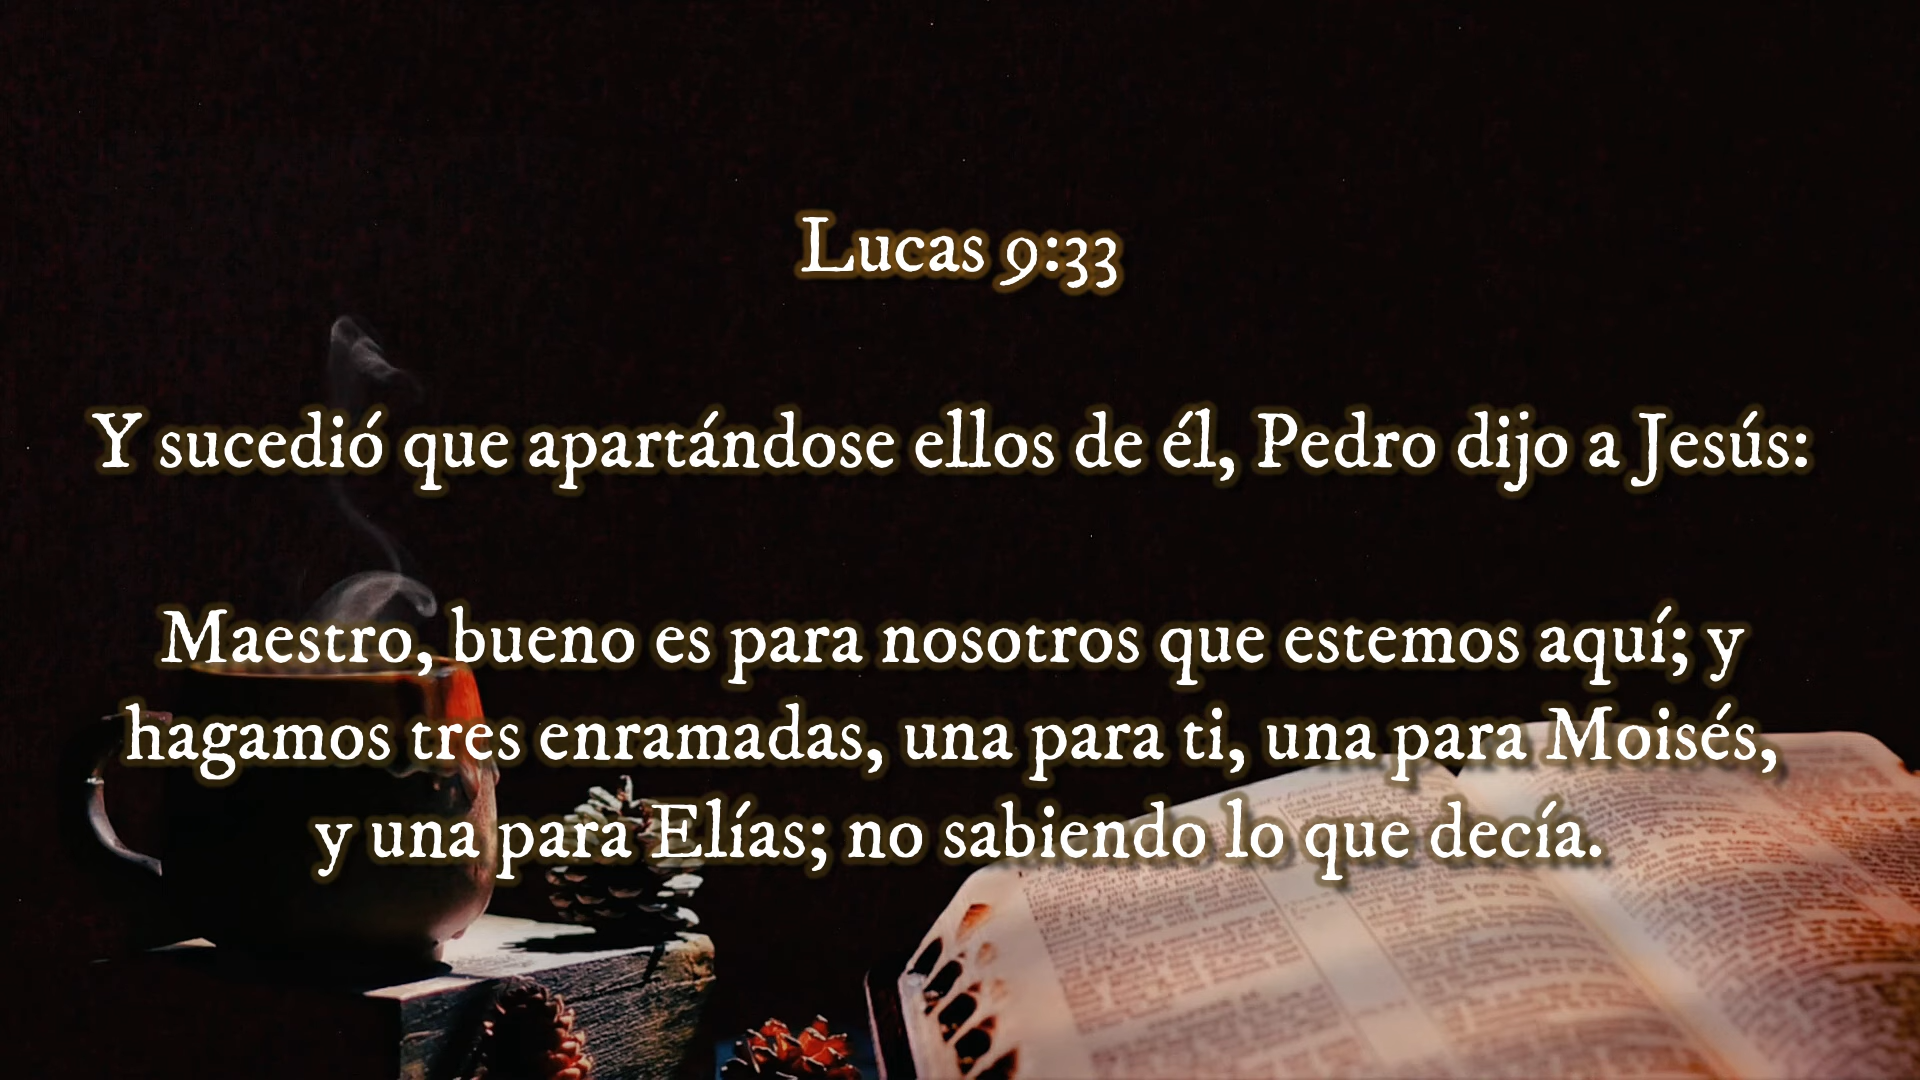 Lucas 9:33
Y sucedió que apartándose ellos de él, Pedro dijo a Jesús:
Maestro, bueno es para nosotros que estemos aquí; y
hagamos tres enramadas, una para ti, una para Moisés,
y una para Elías; no sabiendo lo que decía.